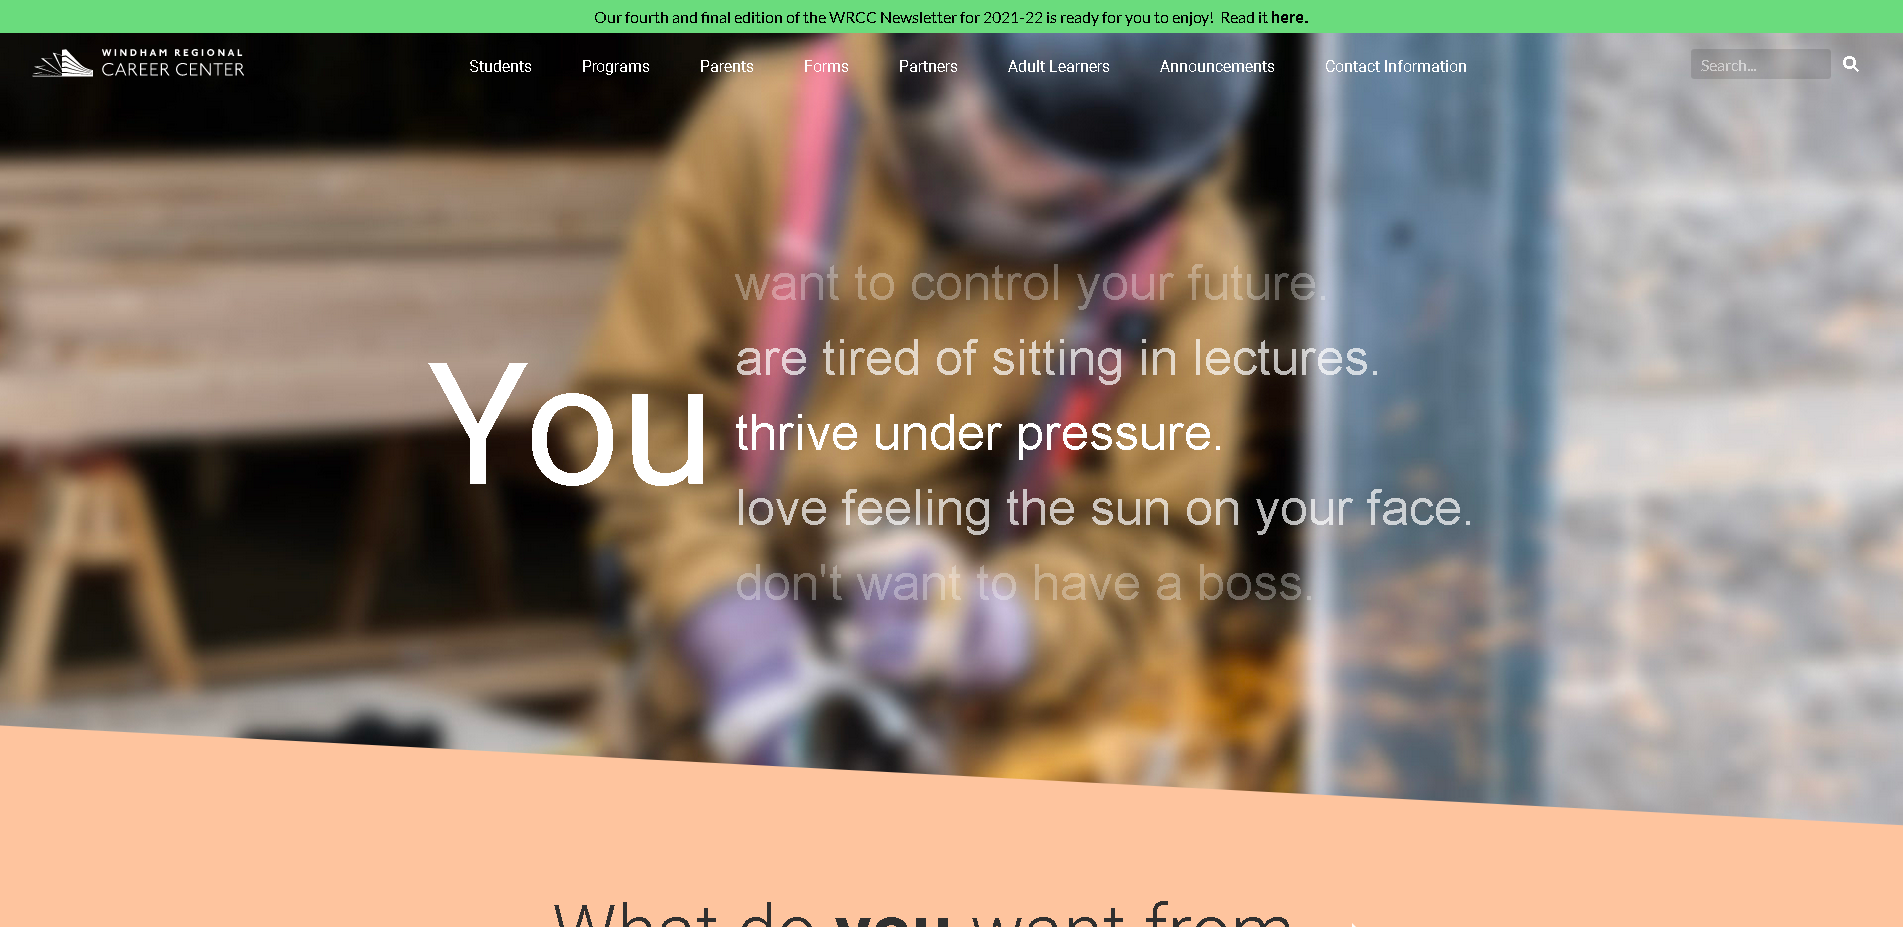 Our fourth and final edition of the WRCC Newsletter for 2021-22 is ready for you to enjoy! Read it here.
WINDHAM REGIONAL
CAREER CENTER
Students Programs Parents Forms Partners Adult Learners Announcements Contact Information
Search...
want to control your future.
are tired of sitting in lectures.
You thrive under pressure.
love feeling the sun on your face.
don't want to have a boss.
What do you want from